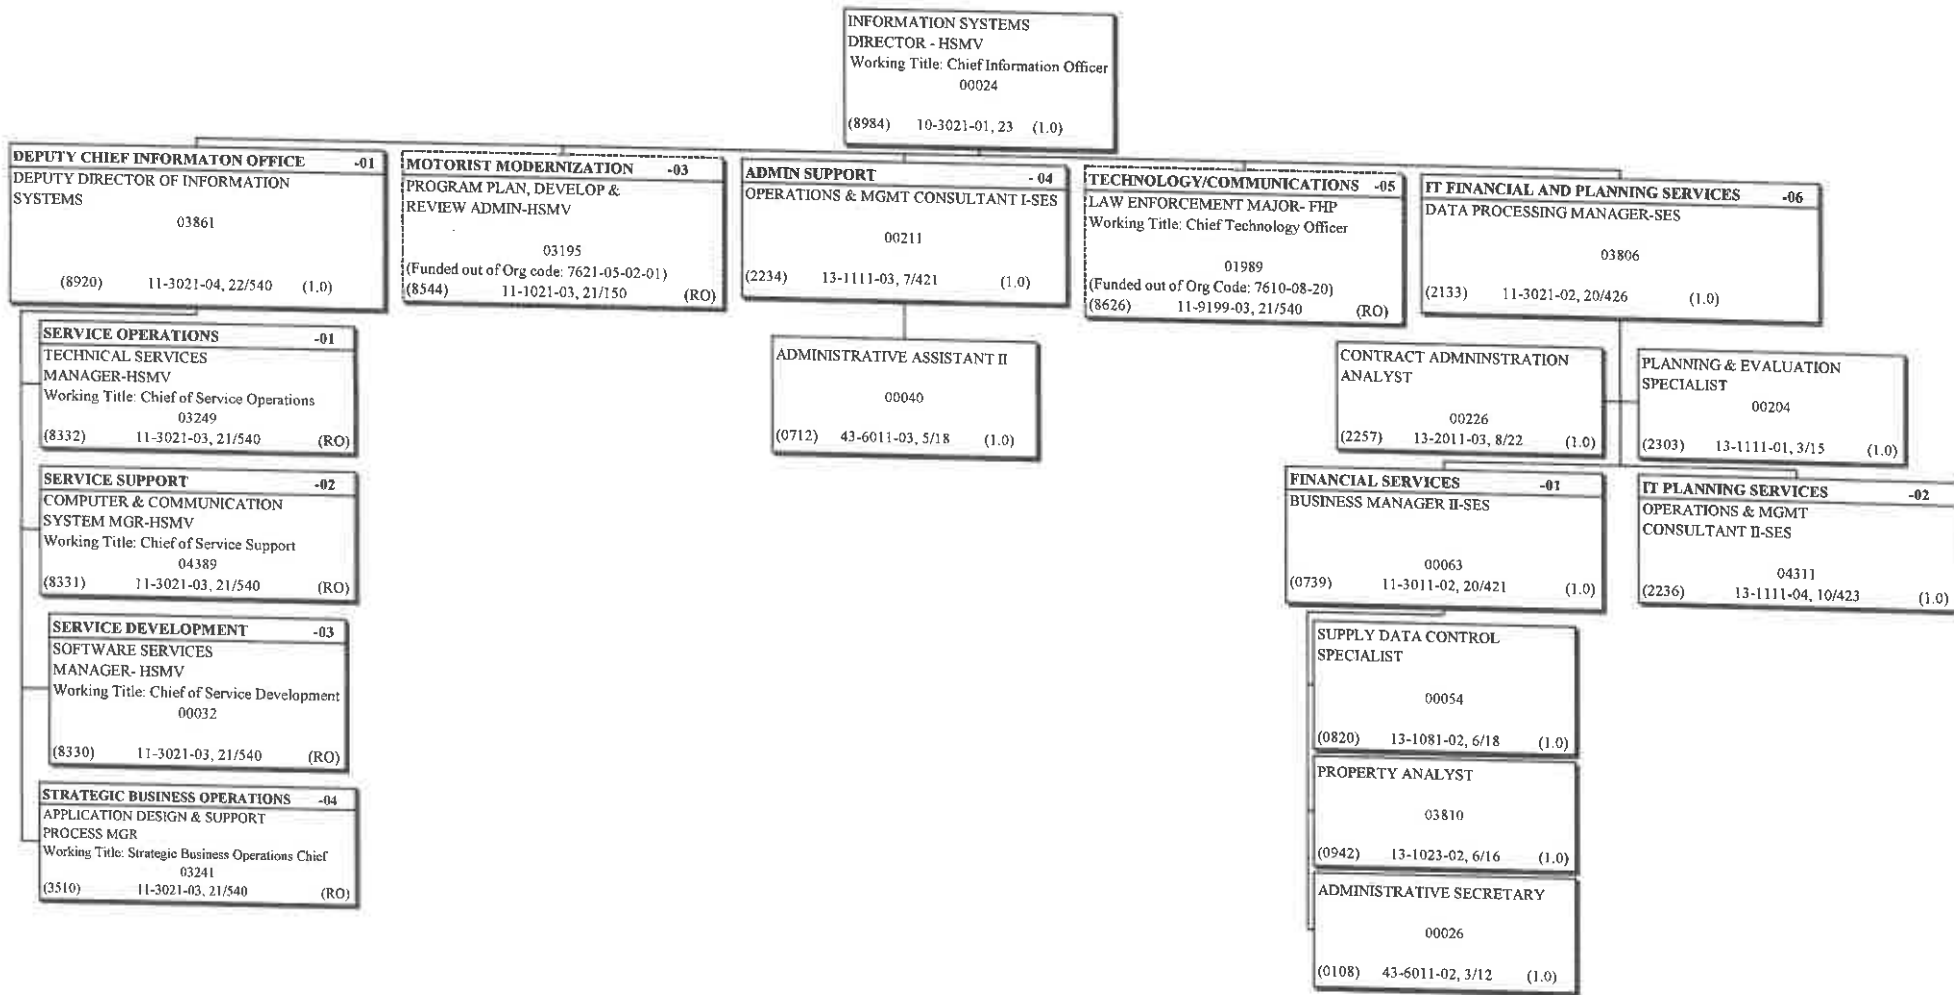 INFORMATION SYSTEMS
DIRECTOR - HSMV
Working Title: Chief Information Officer
00024
(8984) 10-3021-01, 23 (1.0)
DEPUTY CHIEF INFORMATON OFFICE -01
DEPUTY DIRECTOR OF INFORMATION
SYSTEMS
03861
(8920) 11-3021-04, 22/540 (1.0)
MOTORIST MODERNIZATION -03
PROGRAM PLAN, DEVELOP &
REVIEW ADMIN-HSMV
03195
(Funded out of Org code: 7621-05-02-01)
(8544) 11-1021-03, 21/150 (RO)
ADMIN SUPPORT - 04
OPERATIONS & MGMT CONSULTANT I-SES
00211
(2234) 13-1111-03, 7/421 (1.0)
TECHNOLOGY/COMMUNICATIONS -05
LAW ENFORCEMENT MAJOR- FHP
Working Title: Chief Technology Officer
01989
(Funded out of Org Code: 7610-08-20)
(8626) 11-9199-03, 21/540 (RO)
IT FINANCIAL AND PLANNING SERVICES -06
DATA PROCESSING MANAGER-SES
03806
(2133) 11-3021-02, 20/426 (1.0)
SERVICE OPERATIONS -01
TECHNICAL SERVICES
MANAGER-HSMV
Working Title: Chief of Service Operations
03249
(8332) 11-3021-03, 21/540 (RO)
SERVICE SUPPORT -02
COMPUTER & COMMUNICATION
SYSTEM MGR-HSMV
Working Title: Chief of Service Support
04389
(8331) 11-3021-03, 21/540 (RO)
SERVICE DEVELOPMENT -03
SOFTWARE SERVICES
MANAGER- HSMV
Working Title: Chief of Service Development
00032
(8330) 11-3021-03, 21/540 (RO)
STRATEGIC BUSINESS OPERATIONS -04
APPLICATION DESIGN & SUPPORT
PROCESS MGR
Working Title: Strategic Business Operations Chief
03241
(3510) 11-3021-03, 21/540 (RO)
ADMINISTRATIVE ASSISTANT II
00040
(0712) 43-6011-03, 5/18 (1.0)
CONTRACT ADMNINSTRATION
ANALYST
00226
(2257) 13-2011-03, 8/22 (1.0)
PLANNING & EVALUATION
SPECIALIST
00204
(2303) 13-1111-01, 3/15 (1.0)
FINANCIAL SERVICES -01
BUSINESS MANAGER II-SES
00063
(0739) 11-3011-02, 20/421 (1.0)
IT PLANNING SERVICES -02
OPERATIONS & MGMT
CONSULTANT II-SES
04311
(2236) 13-1111-04, 10/423 (1.0)
SUPPLY DATA CONTROL
SPECIALIST
00054
(0820) 13-1081-02, 6/18 (1.0)
PROPERTY ANALYST
03810
(0942) 13-1023-02, 6/16 (1.0)
ADMINISTRATIVE SECRETARY
00026
(0108) 43-6011-02, 3/12 (1.0)